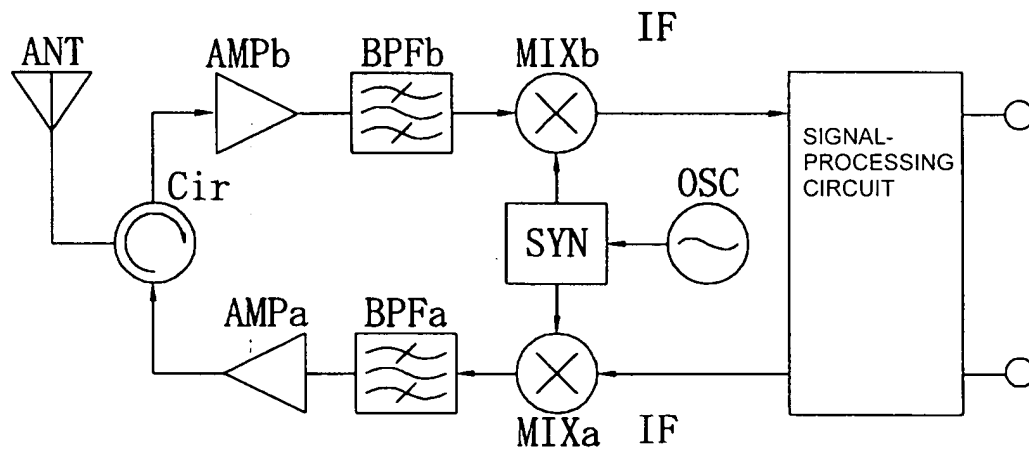 IF
ANT
AMPb
BPFb
MIXb
SIGNAL-
PROCESSING
CIRCUIT
Cir
OSC
SYN
AMPa
BPFa
MIXa
IF